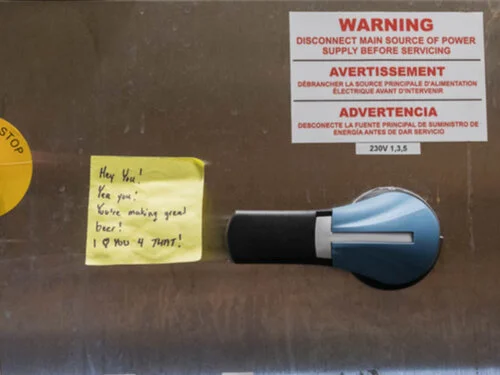 STOP
WARNING
DISCONNECT MAIN SOURCE OF POWER
SUPPLY BEFORE SERVICING
AVERTISSEMENT
DÉBRANCHER LA SOURCE PRINCIPALE D'ALIMENTATION
ÉLECTRIQUE AVANT D'INTERVENIR
ADVERTENCIA
DESCONECTE LA FUENTE PRINCIPAL DE SUMINISTRO DE
ENERGÍA ANTES DE DAR SERVICIO
230V 1,3,5
Hey You!
Yea you!
You're making great
beer!
I ♡ YOU 4 THAT!